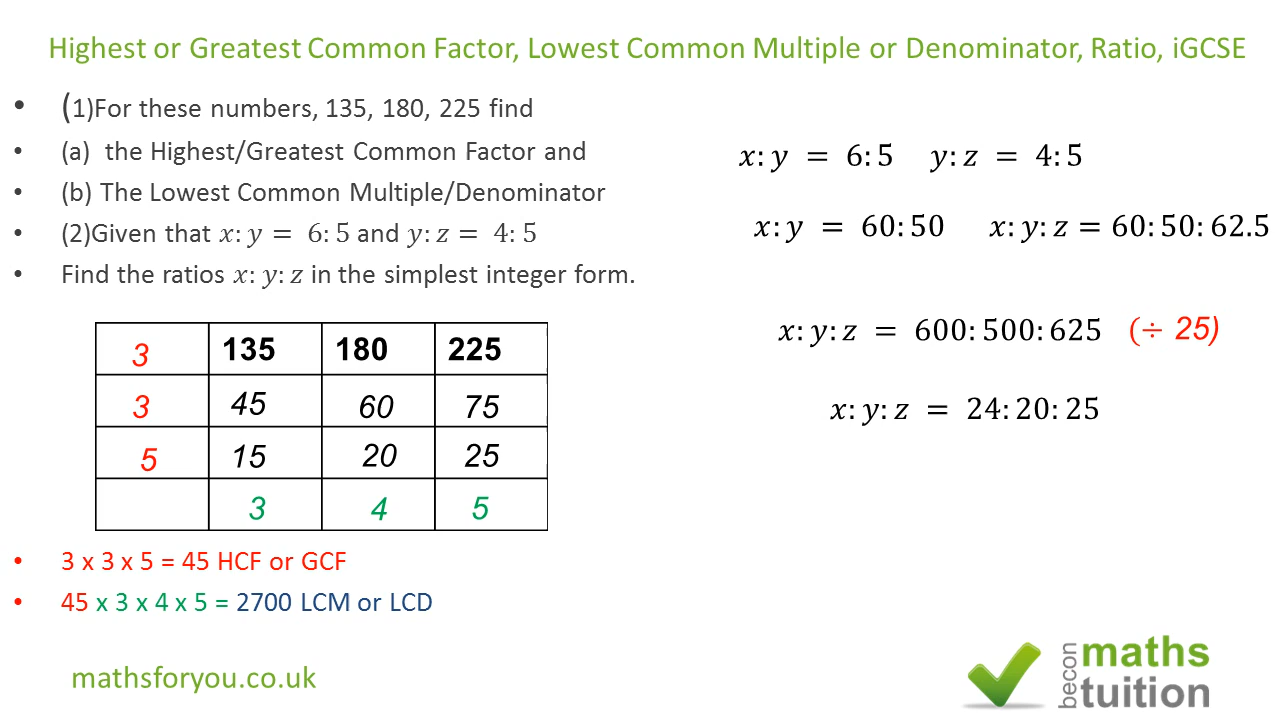 Highest or Greatest Common Factor, Lowest Common Multiple or Denominator, Ratio, iGCSE
• (1)For these numbers, 135, 180, 225 find
• (a) the Highest/Greatest Common Factor and
• (b) The Lowest Common Multiple/Denominator
• (2)Given that x: y = 6: 5 and y: z = 4: 5
• Find the ratios x: y: z in the simplest integer form.
3 135 180 225
3 45 60 75
5 15 20 25
3 4 5
• 3 x 3 x 5 = 45 HCF or GCF
• 45 x 3 x 4 x 5 = 2700 LCM or LCD
x: y = 6: 5 y: z = 4: 5
x: y = 60: 50 x: y: z = 60: 50: 62.5
x: y: z = 600: 500: 625 (÷ 25)
x: y: z = 24: 20: 25
mathsforyou.co.uk
becon
maths
tuition